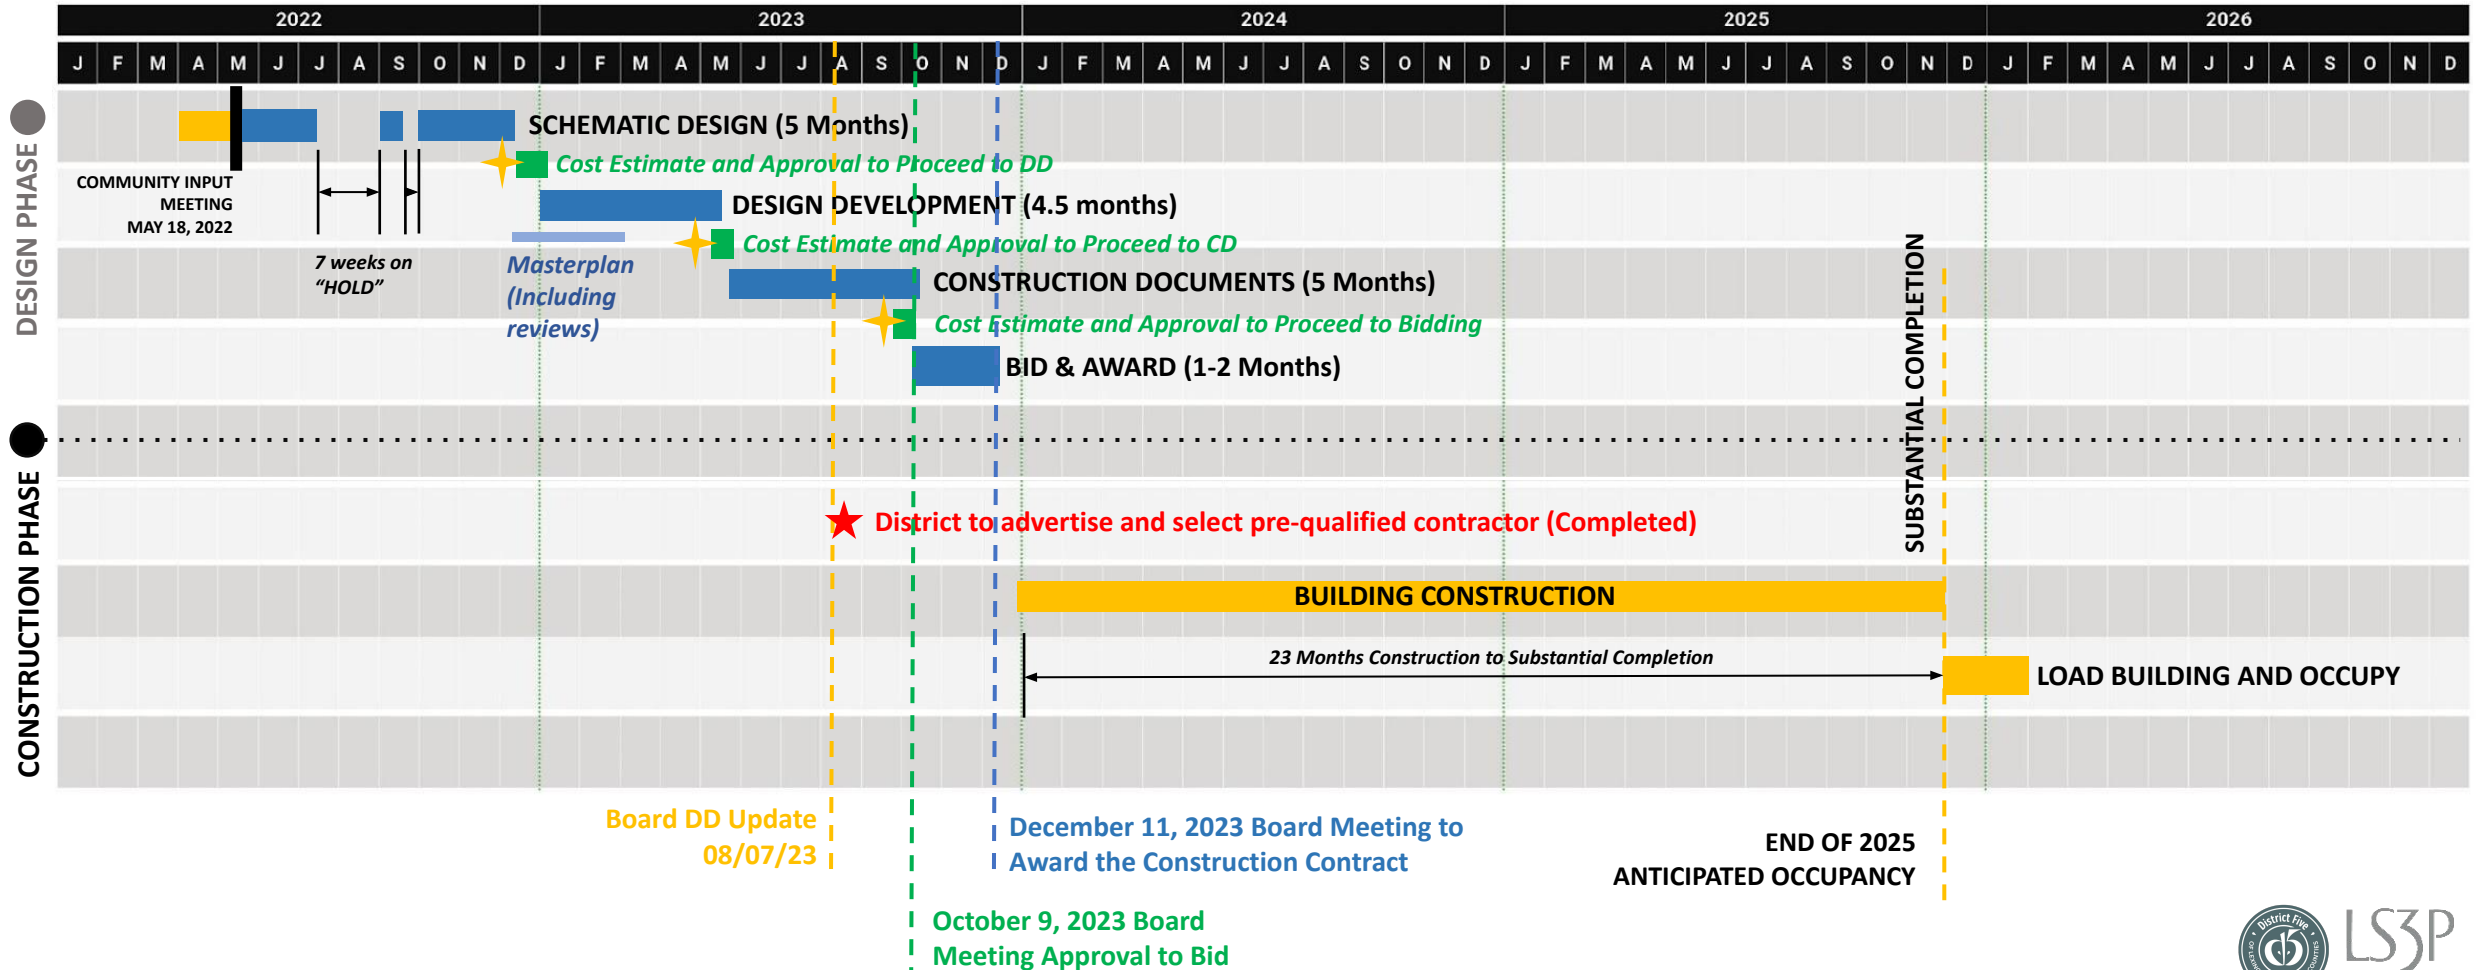 2022 2023 2024 2025 2026
J F M A M J J A S O N D J F M A M J J A S O N D J F M A M J J A S O N D J F M A M J J A S O N D J F M A M J J A S O N D
DESIGN PHASE
SCHEMATIC DESIGN (5 Months)
Cost Estimate and Approval to Proceed to DD
COMMUNITY INPUT
MEETING
MAY 18, 2022
7 weeks on
“HOLD”
DESIGN DEVELOPMENT (4.5 months)
Cost Estimate and Approval to Proceed to CD
Masterplan
(Including
reviews)
CONSTRUCTION DOCUMENTS (5 Months)
Cost Estimate and Approval to Proceed to Bidding
BID & AWARD (1-2 Months)
SUBSTANTIAL COMPLETION
CONSTRUCTION PHASE
District to advertise and select pre-qualified contractor (Completed)
BUILDING CONSTRUCTION
23 Months Construction to Substantial Completion
LOAD BUILDING AND OCCUPY
Board DD Update
08/07/23
December 11, 2023 Board Meeting to
Award the Construction Contract
END OF 2025
ANTICIPATED OCCUPANCY
October 9, 2023 Board
Meeting Approval to Bid
District Five
LS3P